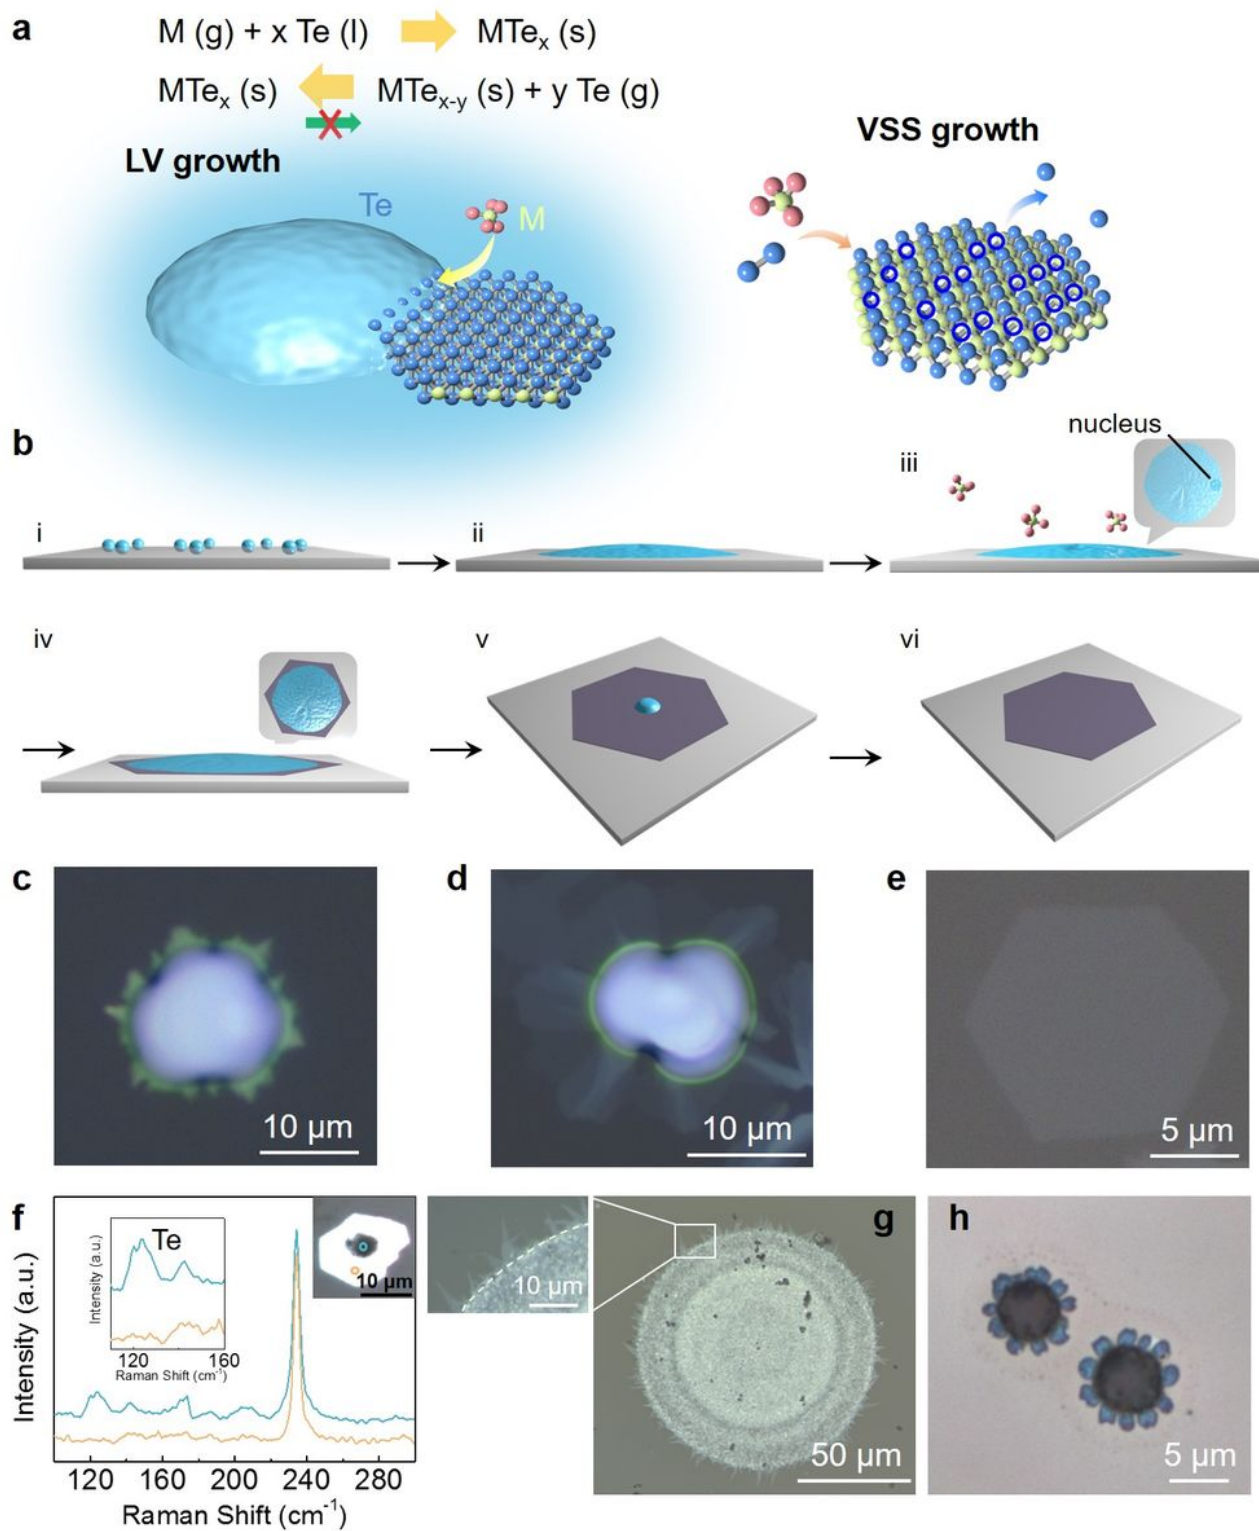 a
M (g) + x Te (l) MTeₓ (s)
MTeₓ (s) MTeₓ₋ᵧ (s) + y Te (g)
LV growth
VSS growth
Te
M
b
nucleus
i
ii
iii
iv
v
vi
c
10 µm
d
10 µm
e
5 µm
f
Intensity (a.u.)
Intensity (a.u.)
Te
120 160
Raman Shift (cm⁻¹)
10 µm
120 160 200 240 280
Raman Shift (cm⁻¹)
10 µm
g
50 µm
h
5 µm